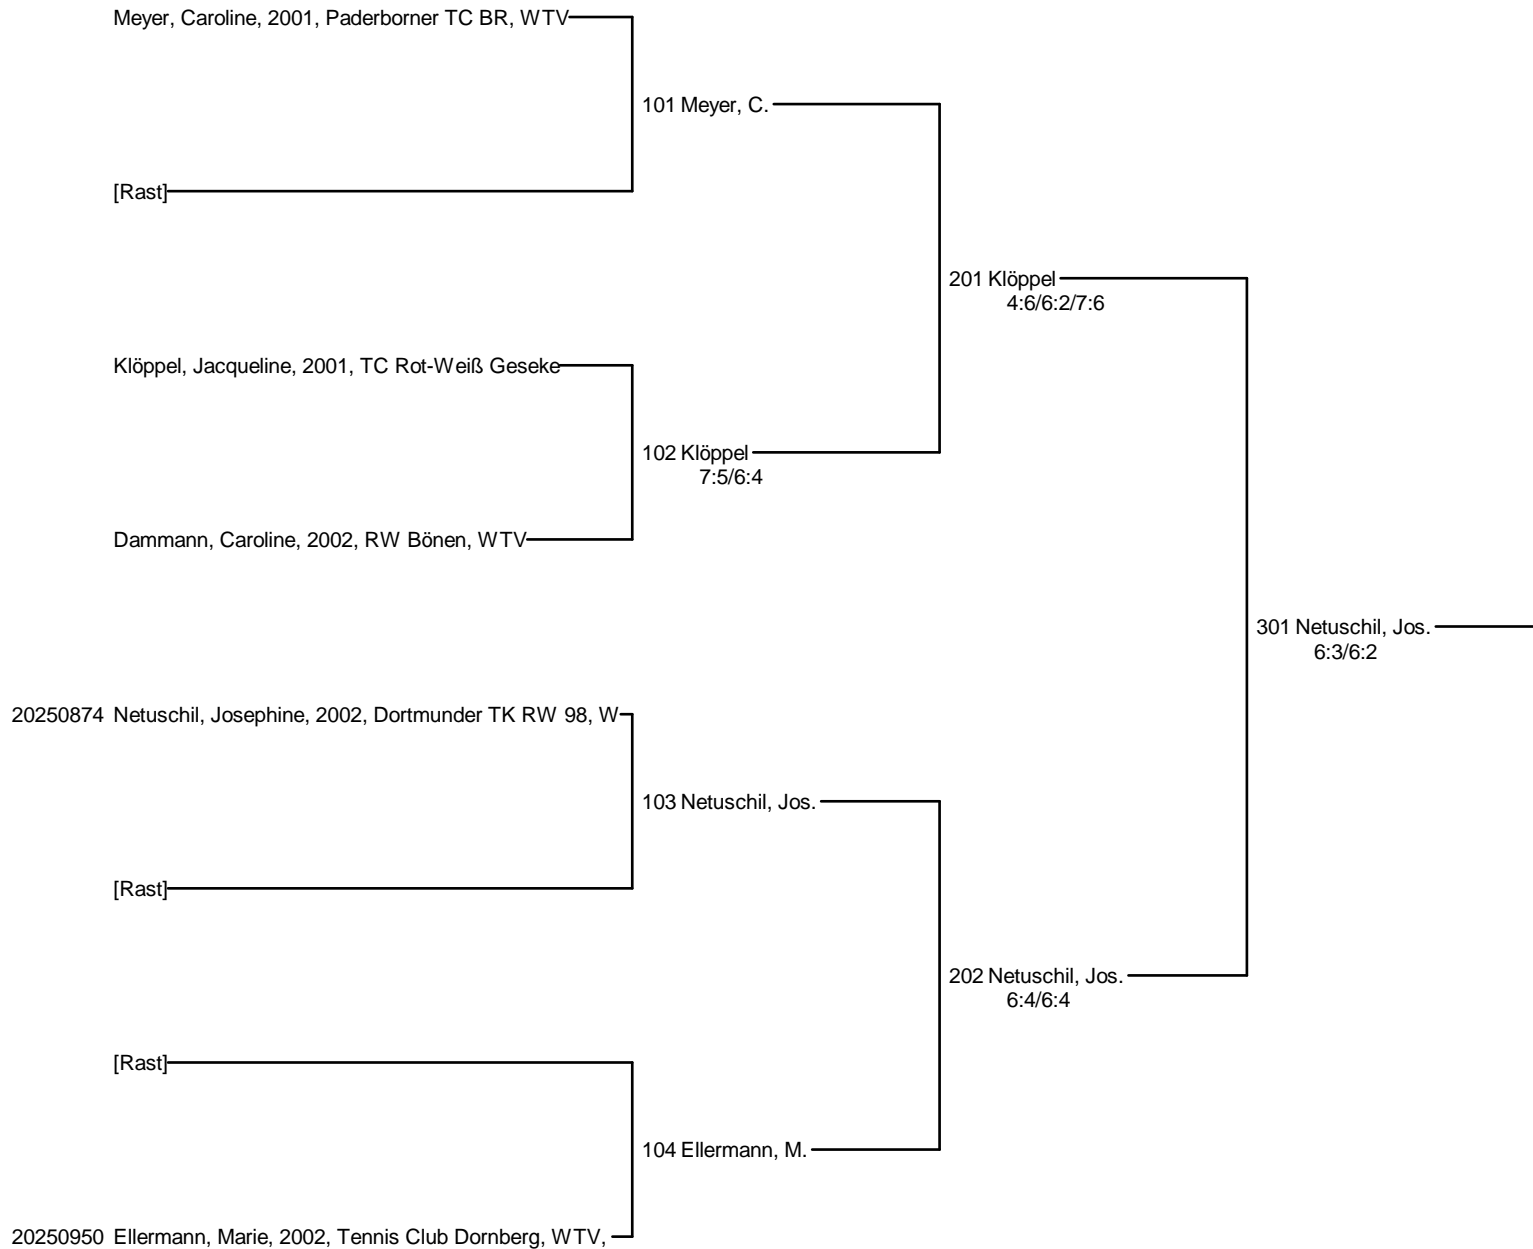 Meyer, Caroline, 2001, Paderborner TC BR, WTV
101 Meyer, C.
[Rast]
201 Klöppel
4:6/6:2/7:6
Klöppel, Jacqueline, 2001, TC Rot-Weiß Geseke
102 Klöppel
7:5/6:4
Dammann, Caroline, 2002, RW Bönen, WTV
301 Netuschil, Jos.
6:3/6:2
20250874 Netuschil, Josephine, 2002, Dortmunder TK RW 98, W
103 Netuschil, Jos.
[Rast]
202 Netuschil, Jos.
6:4/6:4
[Rast]
104 Ellermann, M.
20250950 Ellermann, Marie, 2002, Tennis Club Dornberg, WTV,